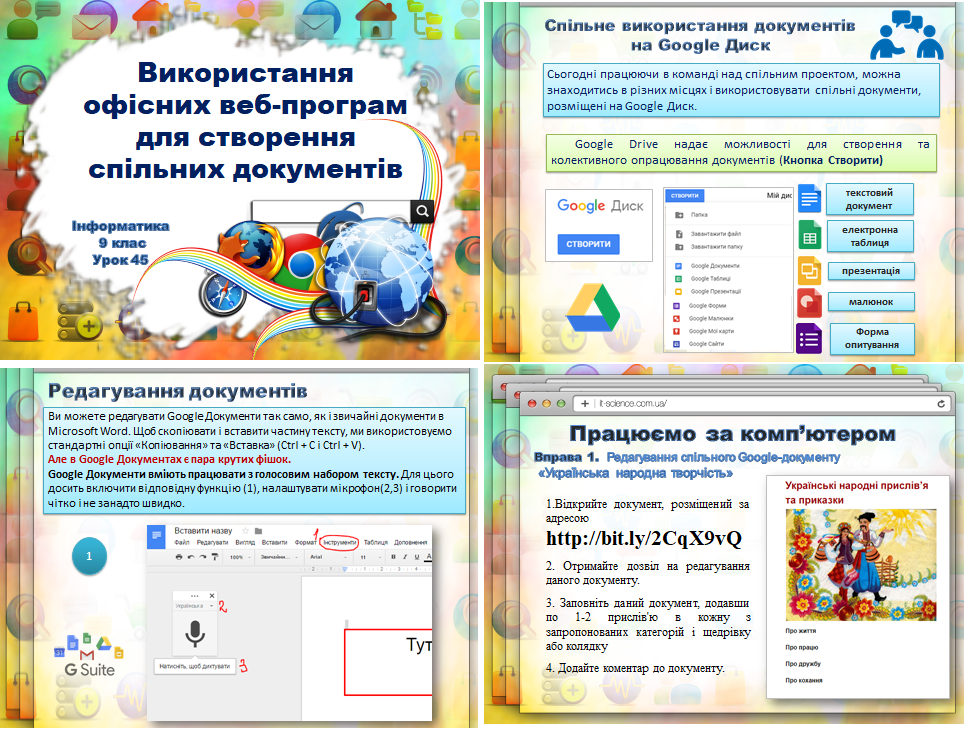 Використання
офісних веб-програм
для створення
спільних документів
Інформатика
9 клас
Урок 45
Спільне використання документів
на Google Диск
Сьогодні працюючи в команді над спільним проектом, можна
знаходитись в різних місцях і використовувати спільні документи,
розміщені на Google Диск.
Google Drive надає можливості для створення та
колективного опрацювання документів (Кнопка Створити)
Google Диск
СТВОРИТИ
СТВОРИТИ
Мій дис
Папка
Завантажити файл
Завантажити папку
Google Документи
Google Таблиці
Google Презентації
Google Форми
Google Малюнки
Google Мої карти
Google Сайти
текстовий
документ
електронна
таблиця
презентація
малюнок
Форма
опитування
Редагування документів
Ви можете редагувати Google Документи так само, як і звичайні документи в
Microsoft Word. Щоб скопіювати і вставити частину тексту, ми використовуємо
стандартні опції «Копіювання» та «Вставка» (Ctrl + C і Ctrl + V).
Але в Google Документах є пара крутих фішок.
Google Документи вміють працювати з голосовим набором тексту. Для цього
досить включити відповідну функцію (1), налаштувати мікрофон(2,3) і говорити
чітко і не занадто швидко.
1
G Suite
Вставити назву
Файл Редагувати Вигляд Вставити Формат Інструменти Таблиця Доповнення
100% Звичайни... Arial 11 B I U A
1
2
3
Українська
Натисніть, щоб диктувати
Тут
it-science.com.ua/
Працюємо за комп’ютером
Вправа 1. Редагування спільного Google-документу
«Українська народна творчість»
1.Відкрийте документ, розміщений за
адресою
http://bit.ly/2CqX9vQ
2. Отримайте дозвіл на редагування
даного документу.
3. Заповніть даний документ, додавши
по 1-2 прислів'ю в кожну з
запропонованих категорій і щедрівку
або колядку
4. Додайте коментар до документу.
Українські народні прислів'я
та приказки
Про життя
Про працю
Про дружбу
Про кохання